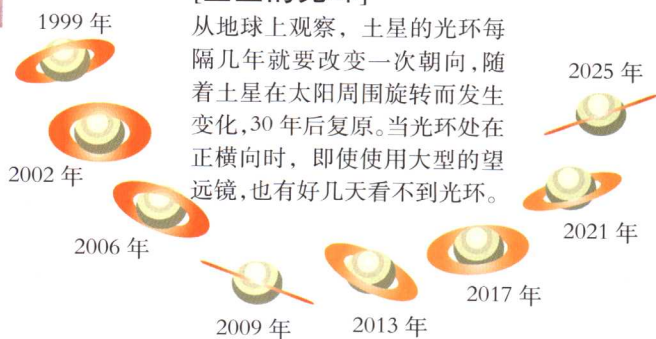 1999 年
从地球上观察，土星的光环每
隔几年就要改变一次朝向，随
着土星在太阳周围旋转而发生
变化，30 年后复原。当光环处在
正横向时，即使使用大型的望
远镜，也有好几天看不到光环。
2002 年
2006 年
2009 年
2013 年
2017 年
2021 年
2025 年